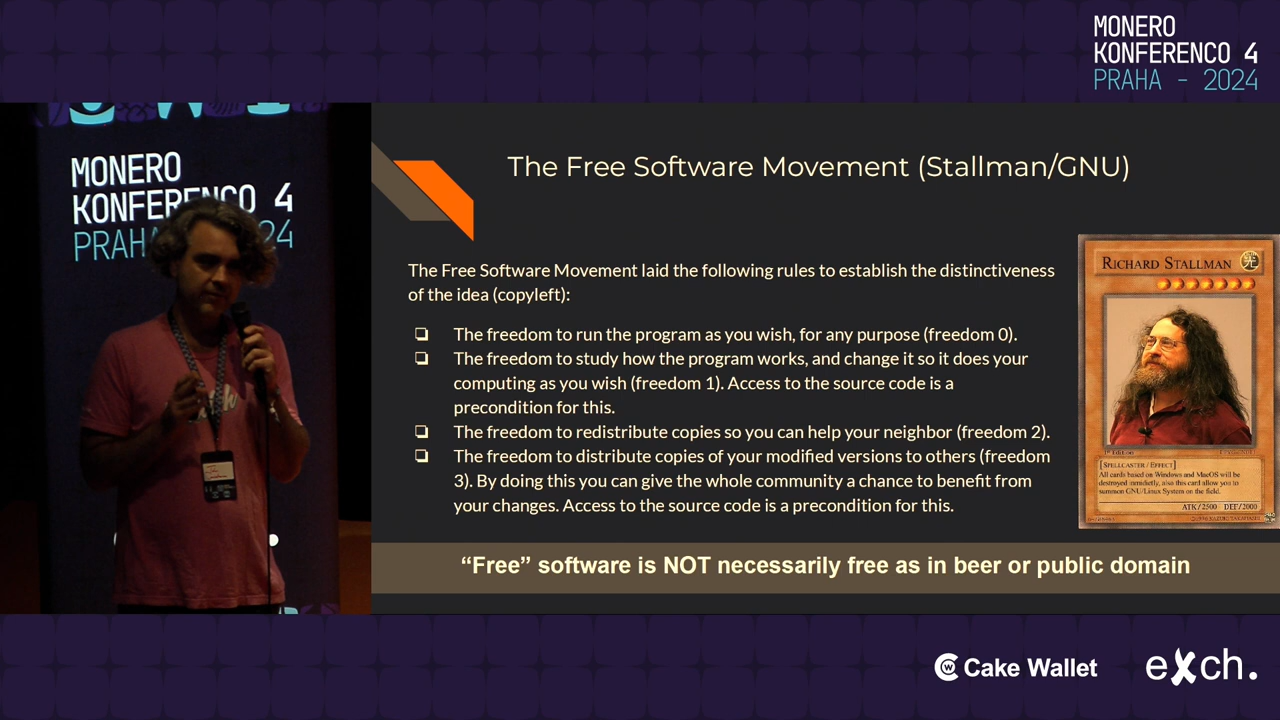 MONERO
KONFERENCO 4
PRAHA - 2024
MONERO
KONFERENCO 4
PRAHA 24
The Free Software Movement (Stallman/GNU)
The Free Software Movement laid the following rules to establish the distinctiveness
of the idea (copyleft):
❏ The freedom to run the program as you wish, for any purpose (freedom 0).
❏ The freedom to study how the program works, and change it so it does your
computing as you wish (freedom 1). Access to the source code is a
precondition for this.
❏ The freedom to redistribute copies so you can help your neighbor (freedom 2).
❏ The freedom to distribute copies of your modified versions to others (freedom
3). By doing this you can give the whole community a chance to benefit from
your changes. Access to the source code is a precondition for this.
RICHARD STALLMAN
光
1st Edition
[SPELLCASTER / EFFECT]
All cards based on Windows and MacOS will be
destroyed inmediatly, also this card allow you to
summon GNU/Linux System on the field.
ATK/2500 DEF/2000
“Free” software is NOT necessarily free as in beer or public domain
Cake Wallet
eXch.